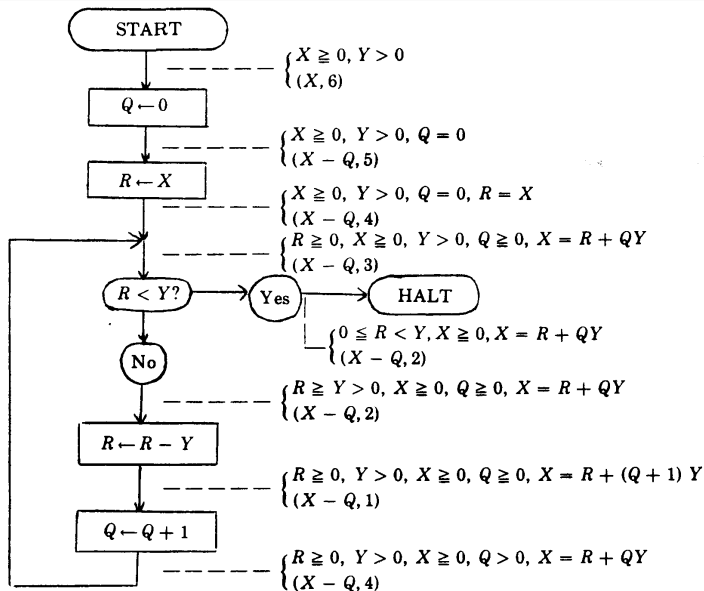 START
X ≧ 0, Y > 0
(X, 6)
Q ← 0
X ≧ 0, Y > 0, Q = 0
(X − Q, 5)
R ← X
X ≧ 0, Y > 0, Q = 0, R = X
(X − Q, 4)
R ≧ 0, X ≧ 0, Y > 0, Q ≧ 0, X = R + QY
(X − Q, 3)
R < Y?
Yes
HALT
0 ≦ R < Y, X ≧ 0, X = R + QY
(X − Q, 2)
No
R ≧ Y > 0, X ≧ 0, Q ≧ 0, X = R + QY
(X − Q, 2)
R ← R − Y
R ≧ 0, Y > 0, X ≧ 0, Q ≧ 0, X = R + (Q + 1) Y
(X − Q, 1)
Q ← Q + 1
R ≧ 0, Y > 0, X ≧ 0, Q > 0, X = R + QY
(X − Q, 4)